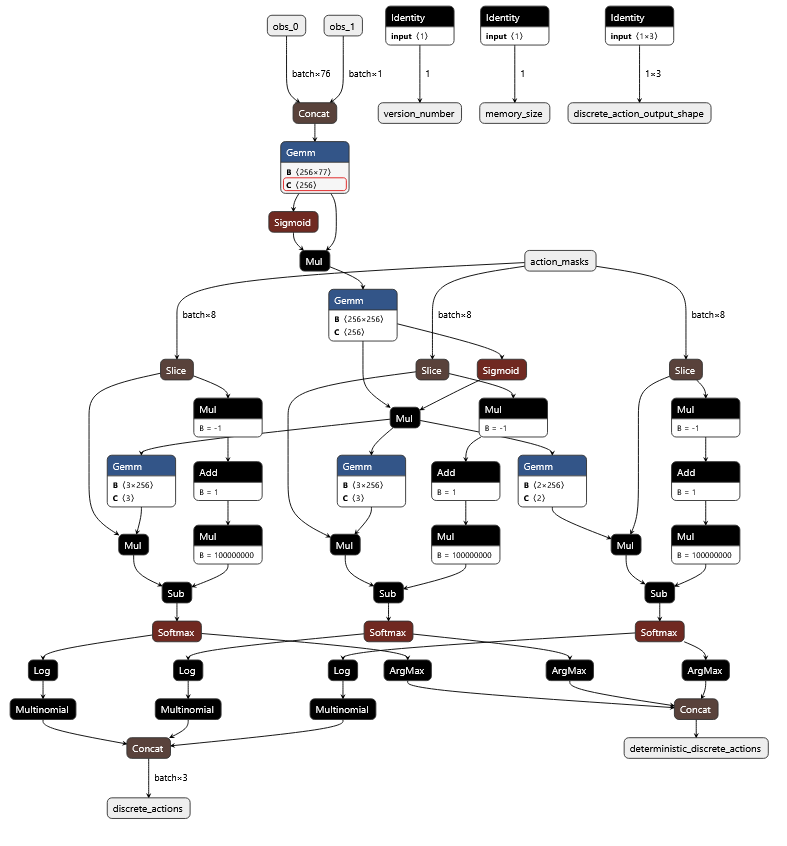 obs_0 obs_1 Identity Identity Identity
input ⟨1⟩ input ⟨1⟩ input ⟨1×3⟩
batch×76 batch×1 1 1 1×3
Concat version_number memory_size discrete_action_output_shape
Gemm
B ⟨256×77⟩
C ⟨256⟩
Sigmoid
Mul action_masks
Gemm
B ⟨256×256⟩
C ⟨256⟩
batch×8 batch×8 batch×8
Slice Slice Sigmoid Slice
Mul Mul Mul Mul
B = -1 B = -1 B = -1
Gemm Add Gemm Add Gemm Add
B ⟨3×256⟩ B = 1 B ⟨3×256⟩ B = 1 B ⟨2×256⟩ B = 1
C ⟨3⟩ C ⟨3⟩ C ⟨2⟩
Mul Mul Mul Mul Mul Mul
B = 100000000 B = 100000000 B = 100000000
Sub Sub Sub
Softmax Softmax Softmax
Log Log Log ArgMax ArgMax ArgMax
Multinomial Multinomial Multinomial Concat
Concat deterministic_discrete_actions
batch×3
discrete_actions